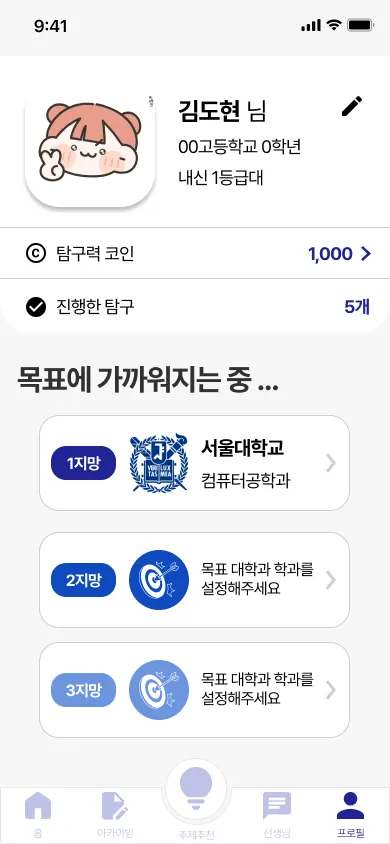 9:41
김도현 님
00고등학교 0학년
내신 1등급대
탐구력 코인
1,000
진행한 탐구
5개
목표에 가까워지는 중 ...
1지망
VERI LUX
TAS MEA
서울대학교
컴퓨터공학과
2지망
목표 대학과 학과를
설정해주세요
3지망
목표 대학과 학과를
설정해주세요
홈
아카이빙
주제추천
선생님
프로필